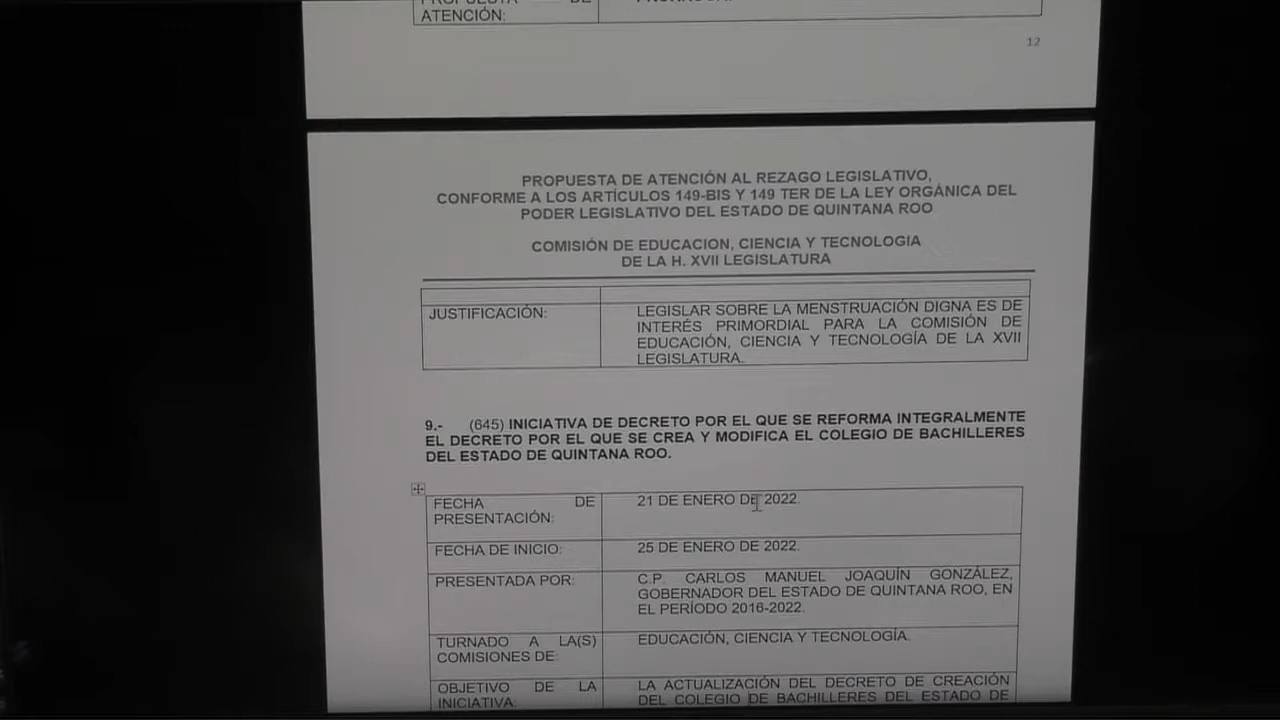 ATENCIÓN:
12
PROPUESTA DE ATENCIÓN AL REZAGO LEGISLATIVO,
CONFORME A LOS ARTÍCULOS 149-BIS Y 149 TER DE LA LEY ORGÁNICA DEL
PODER LEGISLATIVO DEL ESTADO DE QUINTANA ROO
COMISIÓN DE EDUCACION, CIENCIA Y TECNOLOGIA
DE LA H. XVII LEGISLATURA
JUSTIFICACIÓN:
LEGISLAR SOBRE LA MENSTRUACIÓN DIGNA ES DE
INTERÉS PRIMORDIAL PARA LA COMISIÓN DE
EDUCACIÓN, CIENCIA Y TECNOLOGÍA DE LA XVII
LEGISLATURA.
9.- (645) INICIATIVA DE DECRETO POR EL QUE SE REFORMA INTEGRALMENTE
EL DECRETO POR EL QUE SE CREA Y MODIFICA EL COLEGIO DE BACHILLERES
DEL ESTADO DE QUINTANA ROO.
FECHA DE
PRESENTACIÓN:
21 DE ENERO DE 2022.
FECHA DE INICIO:
25 DE ENERO DE 2022.
PRESENTADA POR:
C.P. CARLOS MANUEL JOAQUÍN GONZÁLEZ,
GOBERNADOR DEL ESTADO DE QUINTANA ROO, EN
EL PERÍODO 2016-2022.
TURNADO A LA(S)
COMISIONES DE:
EDUCACIÓN, CIENCIA Y TECNOLOGÍA.
OBJETIVO DE LA
INICIATIVA:
LA ACTUALIZACIÓN DEL DECRETO DE CREACIÓN
DEL COLEGIO DE BACHILLERES DEL ESTADO DE